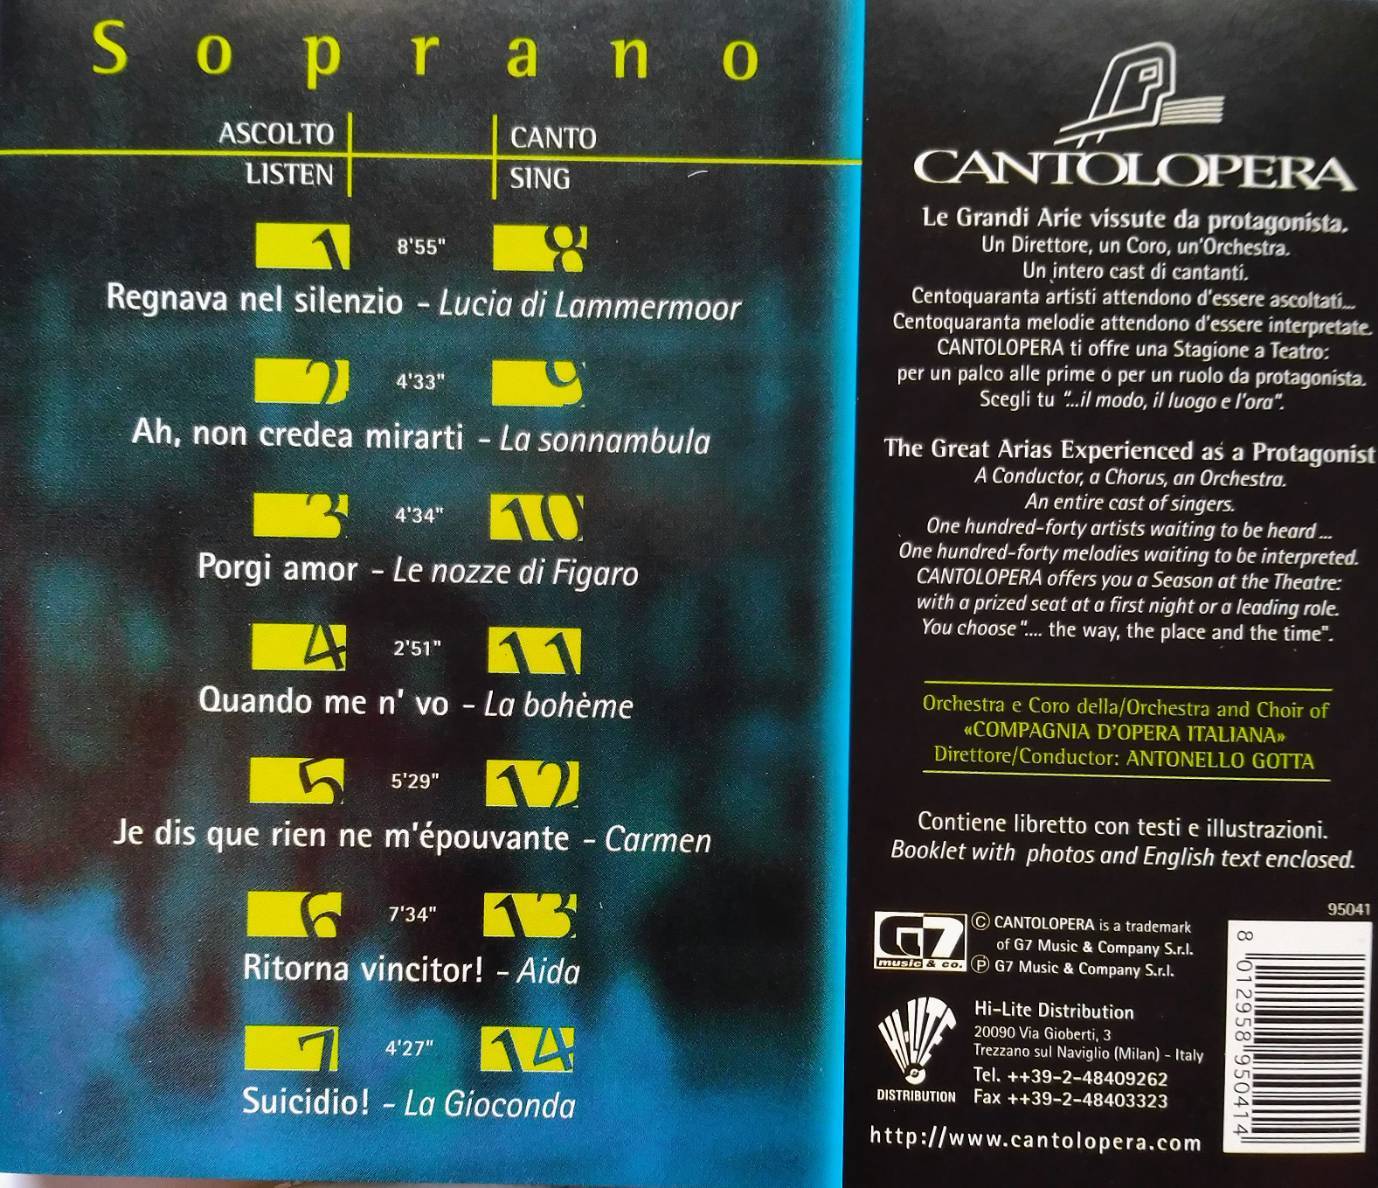 Soprano
ASCOLTO CANTO
LISTEN SING
1 8'55" 8
Regnava nel silenzio - Lucia di Lammermoor
2 4'33" 9
Ah, non credea mirarti - La sonnambula
3 4'34" 10
Porgi amor - Le nozze di Figaro
4 2'51" 11
Quando me n' vo - La bohème
5 5'29" 12
Je dis que rien ne m'épouvante - Carmen
6 7'34" 13
Ritorna vincitor! - Aida
7 4'27" 14
Suicidio! - La Gioconda
CANTOLOPERA
Le Grandi Arie vissute da protagonista.
Un Direttore, un Coro, un'Orchestra.
Un intero cast di cantanti.
Centoquaranta artisti attendono d'essere ascoltati...
Centoquaranta melodie attendono d'essere interpretate.
CANTOLOPERA ti offre una Stagione a Teatro:
per un palco alle prime o per un ruolo da protagonista.
Scegli tu "...il modo, il luogo e l'ora".
The Great Arias Experienced as a Protagonist
A Conductor, a Chorus, an Orchestra.
An entire cast of singers.
One hundred-forty artists waiting to be heard ...
One hundred-forty melodies waiting to be interpreted.
CANTOLOPERA offers you a Season at the Theatre:
with a prized seat at a first night or a leading role.
You choose ".... the way, the place and the time".
Orchestra e Coro della/Orchestra and Choir of
«COMPAGNIA D'OPERA ITALIANA»
Direttore/Conductor: ANTONELLO GOTTA
Contiene libretto con testi e illustrazioni.
Booklet with photos and English text enclosed.
95041
G7
music & co.
© CANTOLOPERA is a trademark
of G7 Music & Company S.r.l.
℗ G7 Music & Company S.r.l.
HI-LITE
DISTRIBUTION
Hi-Lite Distribution
20090 Via Gioberti, 3
Trezzano sul Naviglio (Milan) - Italy
Tel. ++39-2-48409262
Fax ++39-2-48403323
http://www.cantolopera.com
8 012958 950414